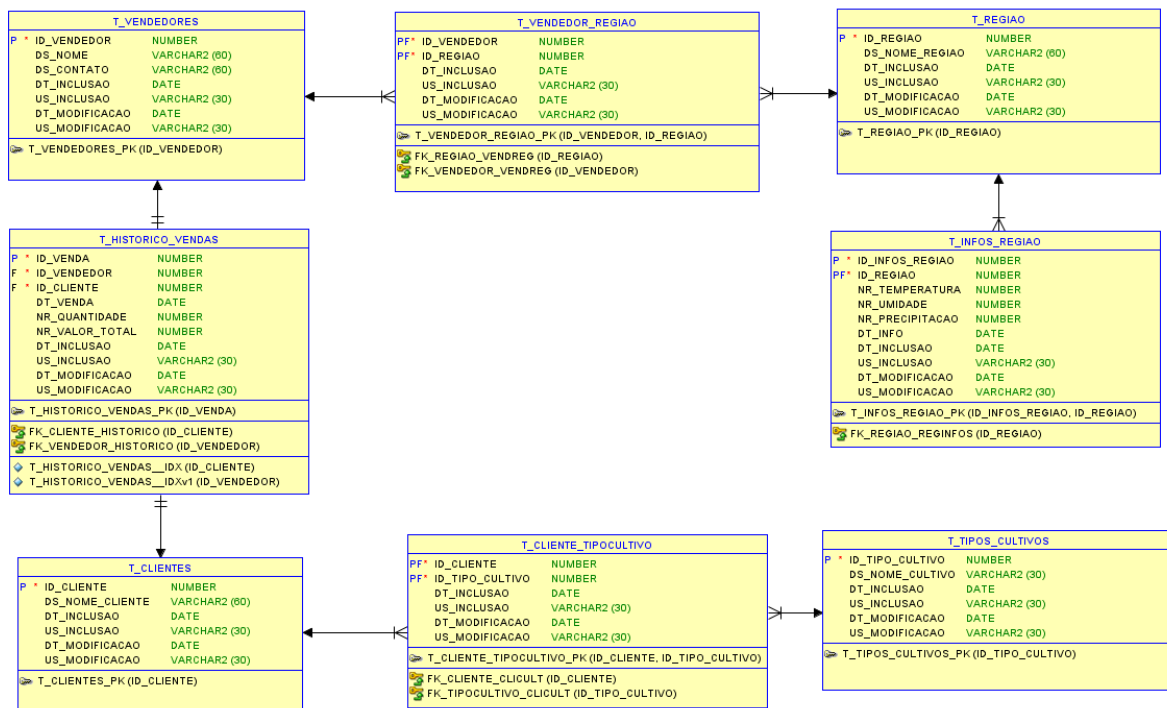 T_VENDEDORES
P * ID_VENDEDOR NUMBER
DS_NOME VARCHAR2 (60)
DS_CONTATO VARCHAR2 (60)
DT_INCLUSAO DATE
US_INCLUSAO VARCHAR2 (30)
DT_MODIFICACAO DATE
US_MODIFICACAO VARCHAR2 (30)
T_VENDEDORES_PK (ID_VENDEDOR)
T_VENDEDOR_REGIAO
PF* ID_VENDEDOR NUMBER
PF* ID_REGIAO NUMBER
DT_INCLUSAO DATE
US_INCLUSAO VARCHAR2 (30)
DT_MODIFICACAO DATE
US_MODIFICACAO VARCHAR2 (30)
T_VENDEDOR_REGIAO_PK (ID_VENDEDOR, ID_REGIAO)
FK_REGIAO_VENDREG (ID_REGIAO)
FK_VENDEDOR_VENDREG (ID_VENDEDOR)
T_REGIAO
P * ID_REGIAO NUMBER
DS_NOME_REGIAO VARCHAR2 (60)
DT_INCLUSAO DATE
US_INCLUSAO VARCHAR2 (30)
DT_MODIFICACAO DATE
US_MODIFICACAO VARCHAR2 (30)
T_REGIAO_PK (ID_REGIAO)
T_HISTORICO_VENDAS
P * ID_VENDA NUMBER
F * ID_VENDEDOR NUMBER
F * ID_CLIENTE NUMBER
DT_VENDA DATE
NR_QUANTIDADE NUMBER
NR_VALOR_TOTAL NUMBER
DT_INCLUSAO DATE
US_INCLUSAO VARCHAR2 (30)
DT_MODIFICACAO DATE
US_MODIFICACAO VARCHAR2 (30)
T_HISTORICO_VENDAS_PK (ID_VENDA)
FK_CLIENTE_HISTORICO (ID_CLIENTE)
FK_VENDEDOR_HISTORICO (ID_VENDEDOR)
T_HISTORICO_VENDAS__IDX (ID_CLIENTE)
T_HISTORICO_VENDAS__IDXv1 (ID_VENDEDOR)
T_INFOS_REGIAO
P * ID_INFOS_REGIAO NUMBER
PF* ID_REGIAO NUMBER
NR_TEMPERATURA NUMBER
NR_UMIDADE NUMBER
NR_PRECIPITACAO NUMBER
DT_INFO DATE
DT_INCLUSAO DATE
US_INCLUSAO VARCHAR2 (30)
DT_MODIFICACAO DATE
US_MODIFICACAO VARCHAR2 (30)
T_INFOS_REGIAO_PK (ID_INFOS_REGIAO, ID_REGIAO)
FK_REGIAO_REGINFOS (ID_REGIAO)
T_CLIENTES
P * ID_CLIENTE NUMBER
DS_NOME_CLIENTE VARCHAR2 (60)
DT_INCLUSAO DATE
US_INCLUSAO VARCHAR2 (30)
DT_MODIFICACAO DATE
US_MODIFICACAO VARCHAR2 (30)
T_CLIENTES_PK (ID_CLIENTE)
T_CLIENTE_TIPOCULTIVO
PF* ID_CLIENTE NUMBER
PF* ID_TIPO_CULTIVO NUMBER
DT_INCLUSAO DATE
US_INCLUSAO VARCHAR2 (30)
DT_MODIFICACAO DATE
US_MODIFICACAO VARCHAR2 (30)
T_CLIENTE_TIPOCULTIVO_PK (ID_CLIENTE, ID_TIPO_CULTIVO)
FK_CLIENTE_CLICULT (ID_CLIENTE)
FK_TIPOCULTIVO_CLICULT (ID_TIPO_CULTIVO)
T_TIPOS_CULTIVOS
P * ID_TIPO_CULTIVO NUMBER
DS_NOME_CULTIVO VARCHAR2 (30)
DT_INCLUSAO DATE
US_INCLUSAO VARCHAR2 (30)
DT_MODIFICACAO DATE
US_MODIFICACAO VARCHAR2 (30)
T_TIPOS_CULTIVOS_PK (ID_TIPO_CULTIVO)